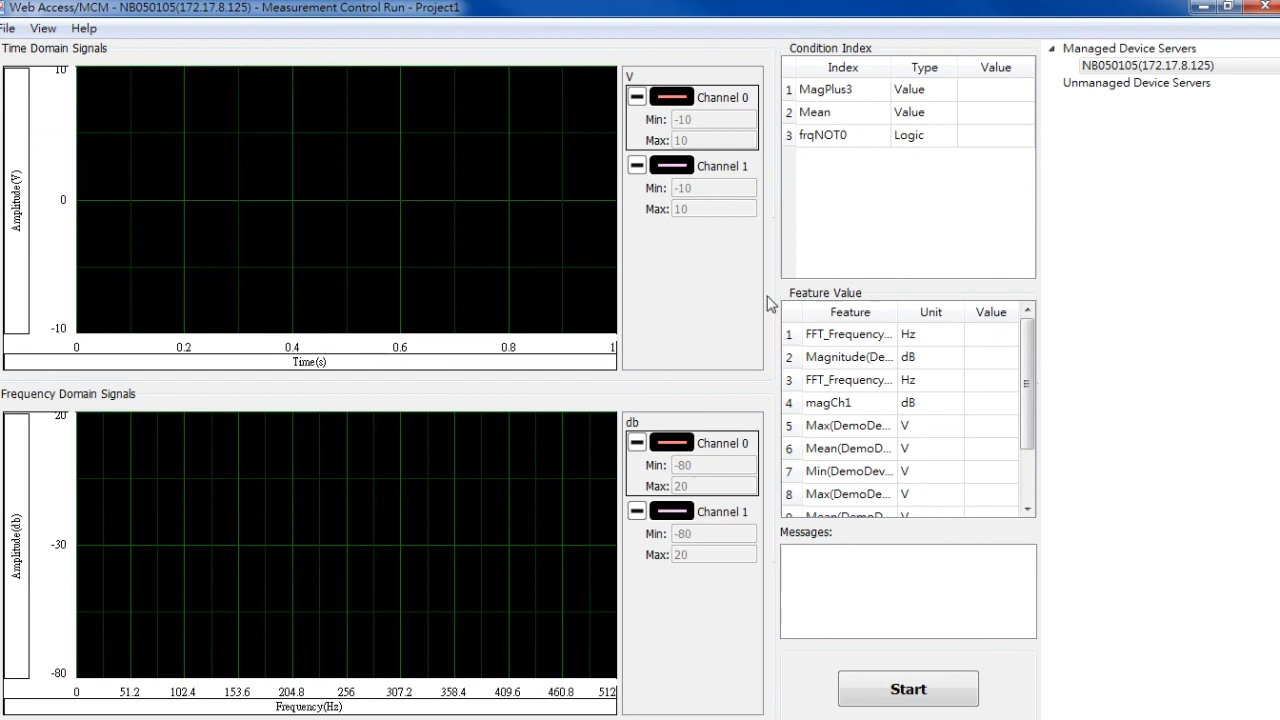 Web Access/MCM - NB050105(172.17.8.125) - Measurement Control Run - Project1
File View Help
Time Domain Signals
10
0
-10
Amplitude(V)
0 0.2 0.4 0.6 0.8 1
Time(s)
V
Channel 0
Min: -10
Max: 10
Channel 1
Min: -10
Max: 10
Frequency Domain Signals
20
-30
-80
Amplitude(db)
0 51.2 102.4 153.6 204.8 256 307.2 358.4 409.6 460.8 512
Frequency(Hz)
db
Channel 0
Min: -80
Max: 20
Channel 1
Min: -80
Max: 20
Condition Index
Index Type Value
1 MagPlus3 Value
2 Mean Value
3 frqNOT0 Logic
Feature Value
Feature Unit Value
1 FFT_Frequency... Hz
2 Magnitude(De... dB
3 FFT_Frequency... Hz
4 magCh1 dB
5 Max(DemoDe... V
6 Mean(DemoD... V
7 Min(DemoDev... V
8 Max(DemoDe... V
9 Mean(DemoD... V
Messages:
Start
Managed Device Servers
NB050105(172.17.8.125)
Unmanaged Device Servers